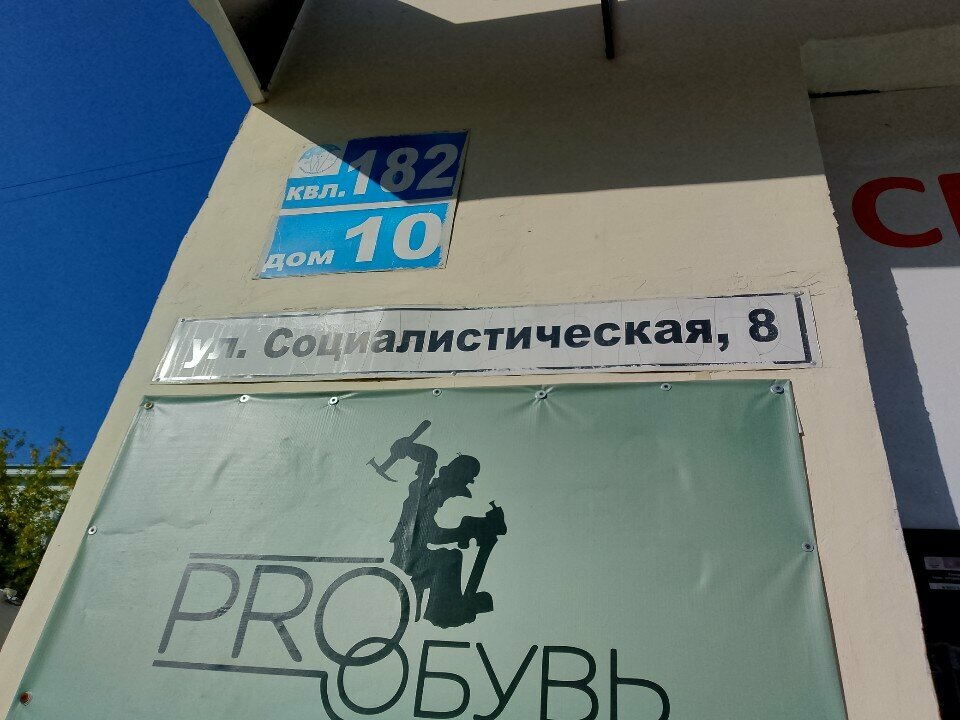 КВЛ. 182
ДОМ 10
ул. Социалистическая, 8
PRO
ОБУВЬ